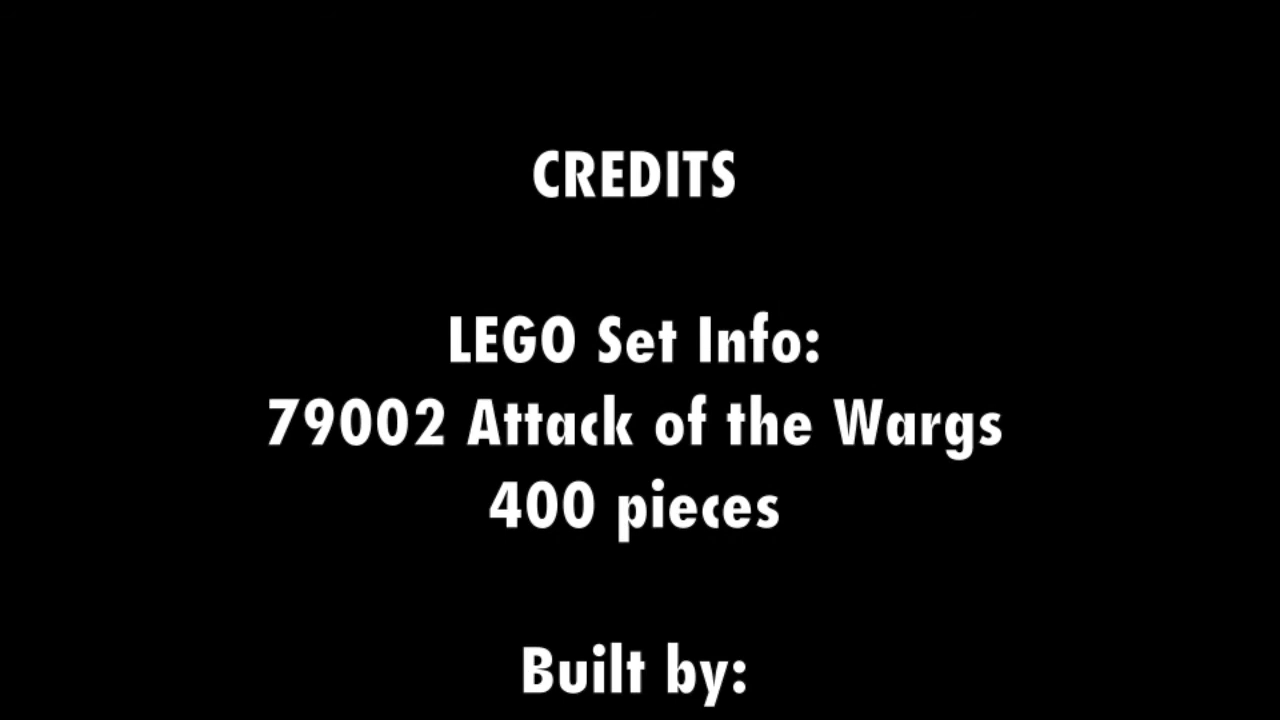 CREDITS
LEGO Set Info:
79002 Attack of the Wargs
400 pieces
Built by: